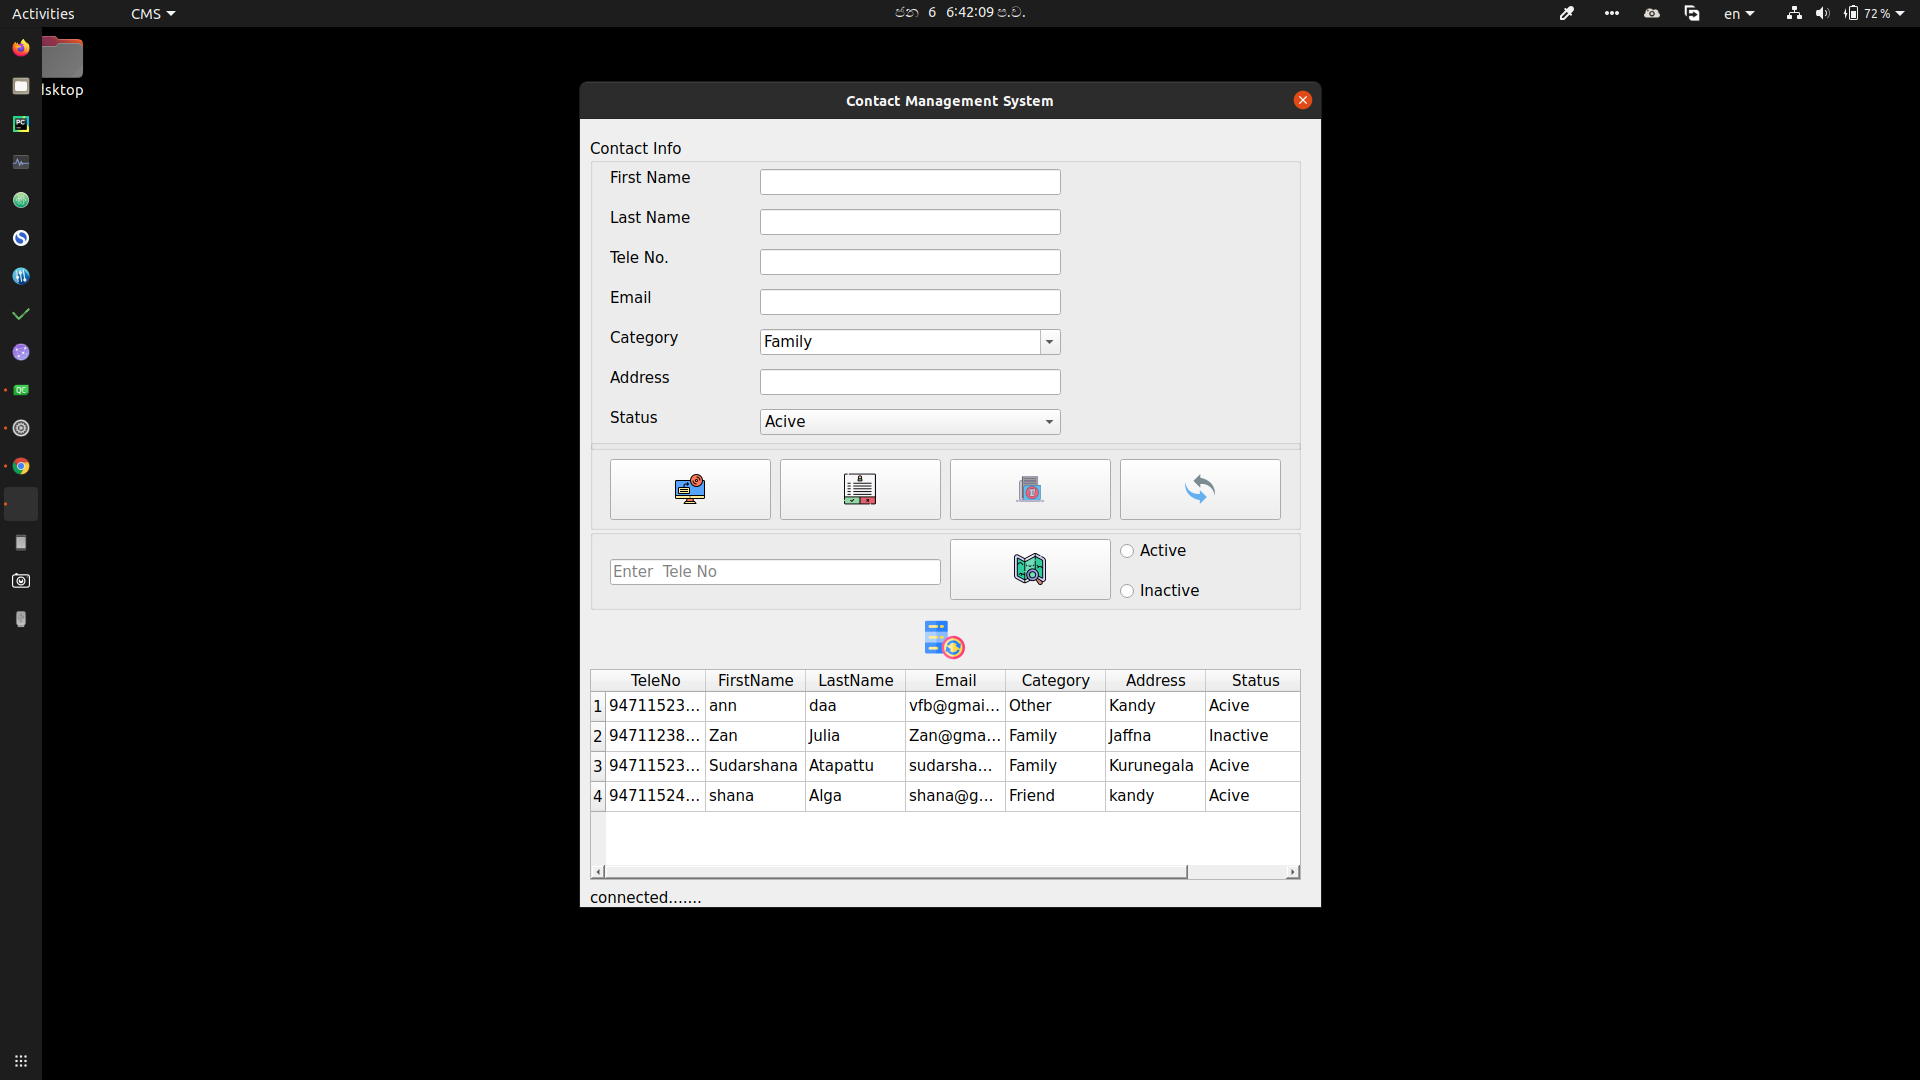 Activities CMS ජන 6 6:42:09 ප.ව. en 72 %
lsktop
Contact Management System
Contact Info
First Name
Last Name
Tele No.
Email
Category Family
Address
Status Acive
Active
Enter Tele No
Inactive
TeleNo FirstName LastName Email Category Address Status
1 94711523... ann daa vfb@gmai... Other Kandy Acive
2 94711238... Zan Julia Zan@gma... Family Jaffna Inactive
3 94711523... Sudarshana Atapattu sudarsha... Family Kurunegala Acive
4 94711524... shana Alga shana@g... Friend kandy Acive
connected.......